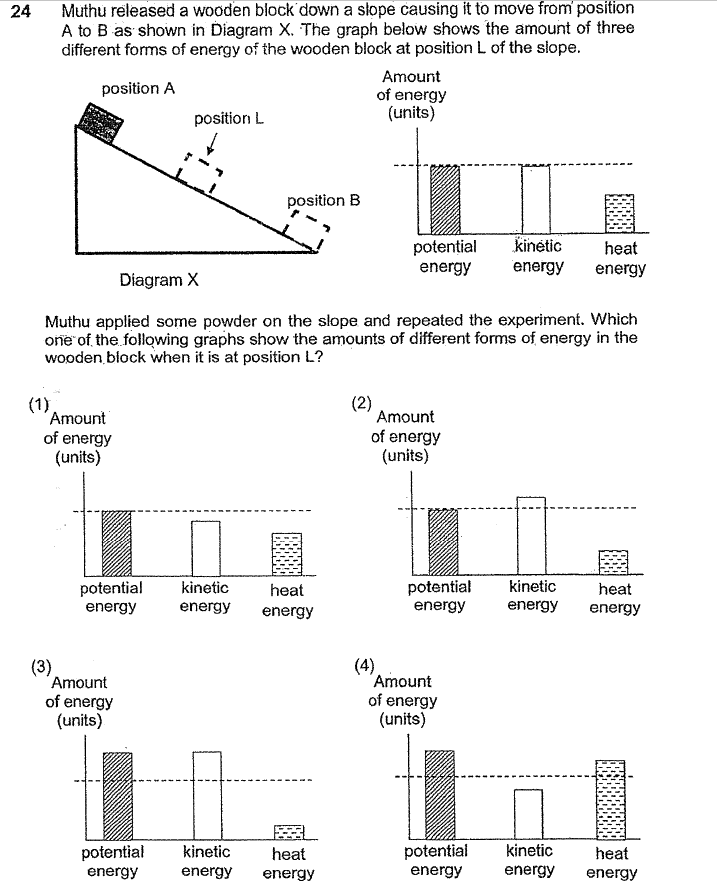 24 Muthu released a wooden block down a slope causing it to move from position
A to B as shown in Diagram X. The graph below shows the amount of three
different forms of energy of the wooden block at position L of the slope.
position A
position L
position B
Diagram X
Amount
of energy
(units)
potential
energy
kinetic
energy
heat
energy
Muthu applied some powder on the slope and repeated the experiment. Which
one of the following graphs show the amounts of different forms of energy in the
wooden block when it is at position L?
(1)
Amount
of energy
(units)
potential
energy
kinetic
energy
heat
energy
(2)
Amount
of energy
(units)
potential
energy
kinetic
energy
heat
energy
(3)
Amount
of energy
(units)
potential
energy
kinetic
energy
heat
energy
(4)
Amount
of energy
(units)
potential
energy
kinetic
energy
heat
energy